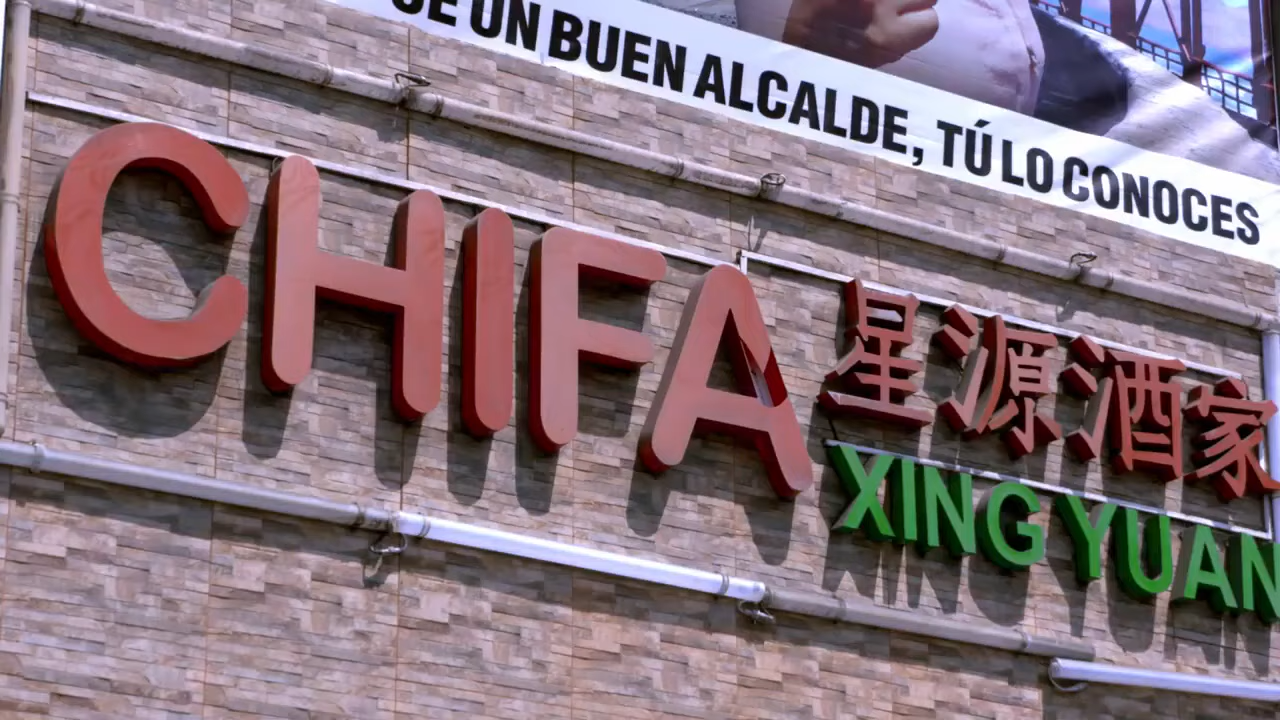 UN BUEN ALCALDE, TÚ LO CONOCES
CHIFA 星源酒家
XING YUAN